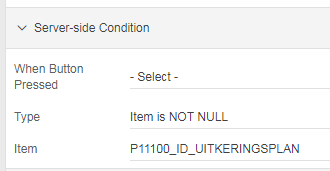 Server-side Condition
When Button
Pressed
- Select -
Type
Item is NOT NULL
Item
P11100_ID_UITKERINGSPLAN